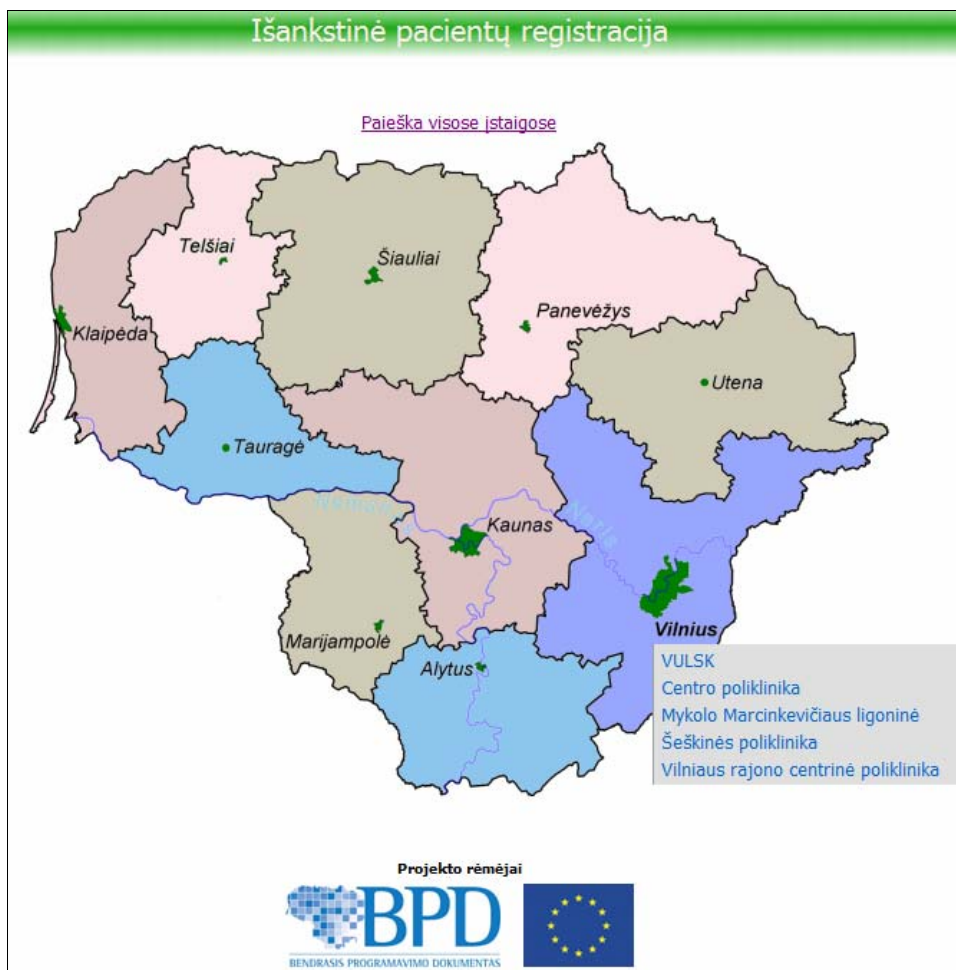 Išankstinė pacientų registracija
Paieška visose įstaigose
Telšiai
Šiauliai
Klaipėda
Panevėžys
Utena
Tauragė
Nemunas
Kaunas
Neris
Vilnius
Marijampolė
Alytus
VULSK
Centro poliklinika
Mykolo Marcinkevičiaus ligoninė
Šeškinės poliklinika
Vilniaus rajono centrinė poliklinika
Projekto rėmėjai
BPD
BENDRASIS PROGRAMAVIMO DOKUMENTAS